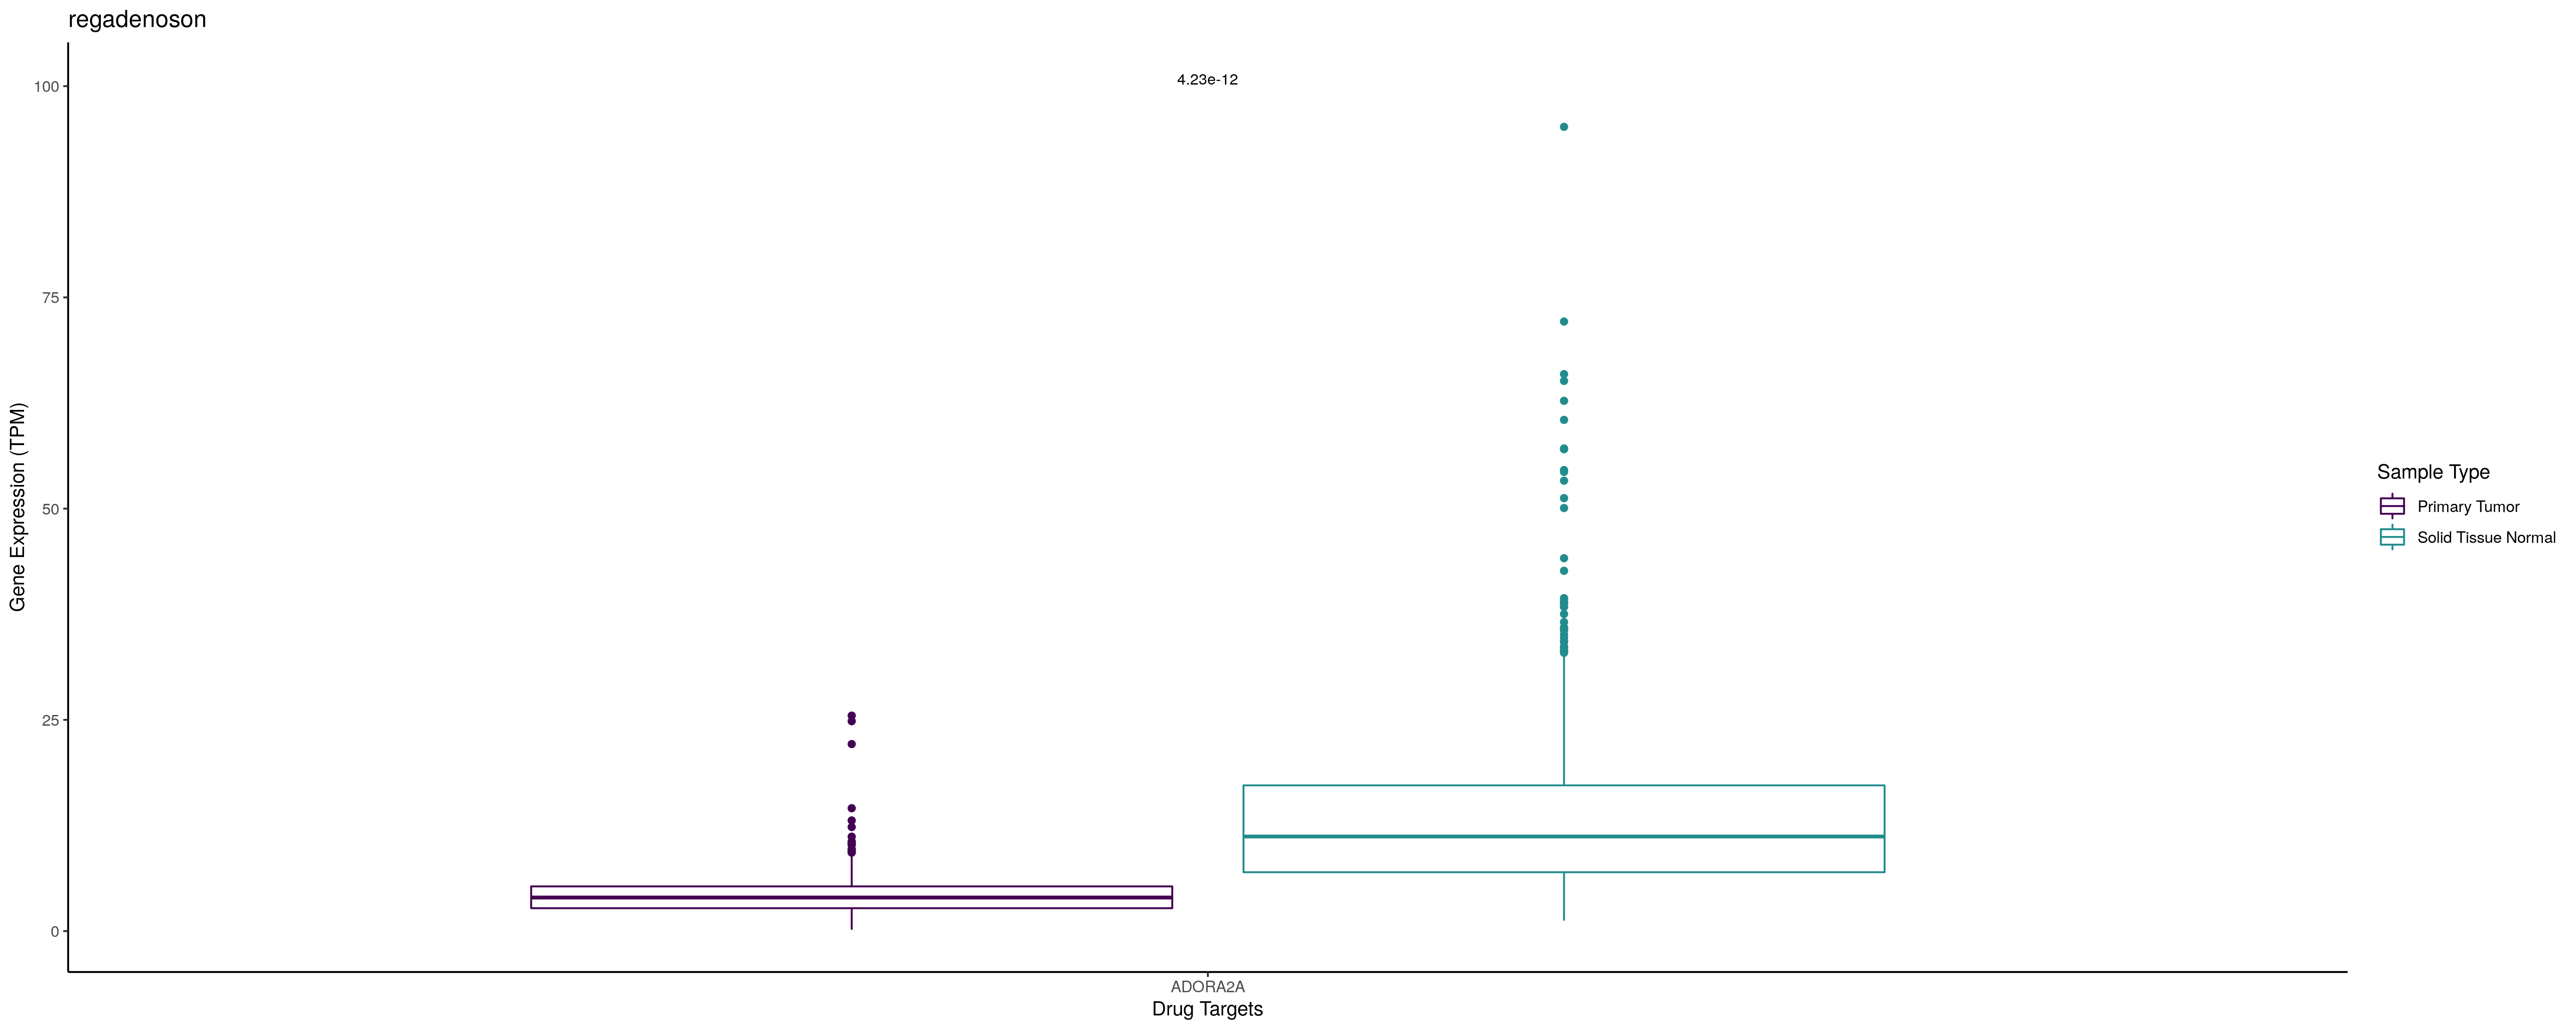 regadenoson
4.23e-12
100
75
50
25
0
Gene Expression (TPM)
ADORA2A
Drug Targets
Sample Type
Primary Tumor
Solid Tissue Normal